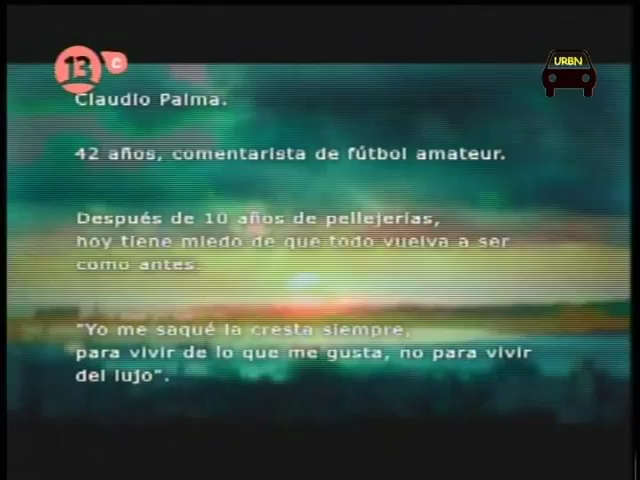 13
C
URBN
Claudio Palma.
42 años, comentarista de fútbol amateur.
Después de 10 años de pellejerías,
hoy tiene miedo de que todo vuelva a ser
como antes.
"Yo me saqué la cresta siempre,
para vivir de lo que me gusta, no para vivir
del lujo".